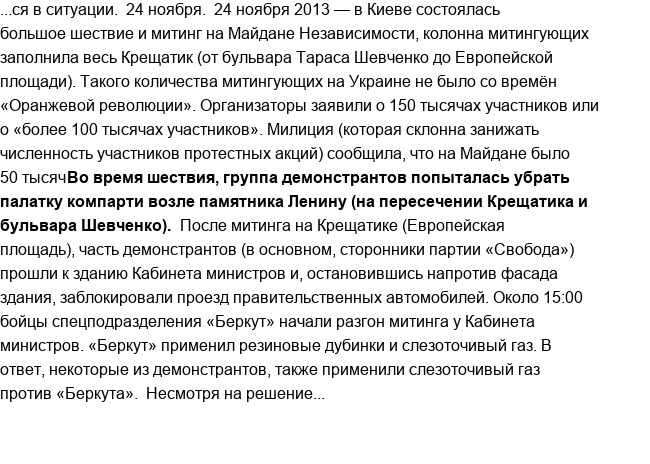 ...ся в ситуации.  24 ноября.  24 ноября 2013 — в Киеве состоялась
большое шествие и митинг на Майдане Независимости, колонна митингующих
заполнила весь Крещатик (от бульвара Тараса Шевченко до Европейской
площади). Такого количества митингующих на Украине не было со времён
«Оранжевой революции». Организаторы заявили о 150 тысячах участников или
о «более 100 тысячах участников». Милиция (которая склонна занижать
численность участников протестных акций) сообщила, что на Майдане было
50 тысячВо время шествия, группа демонстрантов попыталась убрать
палатку компарти возле памятника Ленину (на пересечении Крещатика и
бульвара Шевченко).  После митинга на Крещатике (Европейская
площадь), часть демонстрантов (в основном, сторонники партии «Свобода»)
прошли к зданию Кабинета министров и, остановившись напротив фасада
здания, заблокировали проезд правительственных автомобилей. Около 15:00
бойцы спецподразделения «Беркут» начали разгон митинга у Кабинета
министров. «Беркут» применил резиновые дубинки и слезоточивый газ. В
ответ, некоторые из демонстрантов, также применили слезоточивый газ
против «Беркута».  Несмотря на решение...